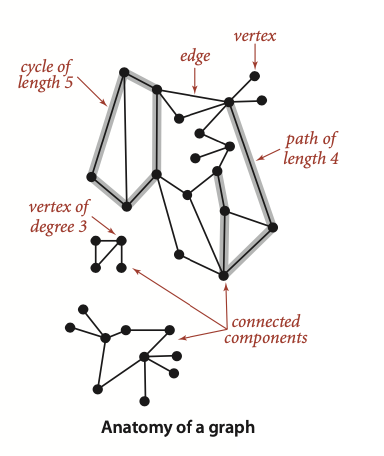 vertex
edge
cycle of
length 5
path of
length 4
vertex of
degree 3
connected
components
Anatomy of a graph